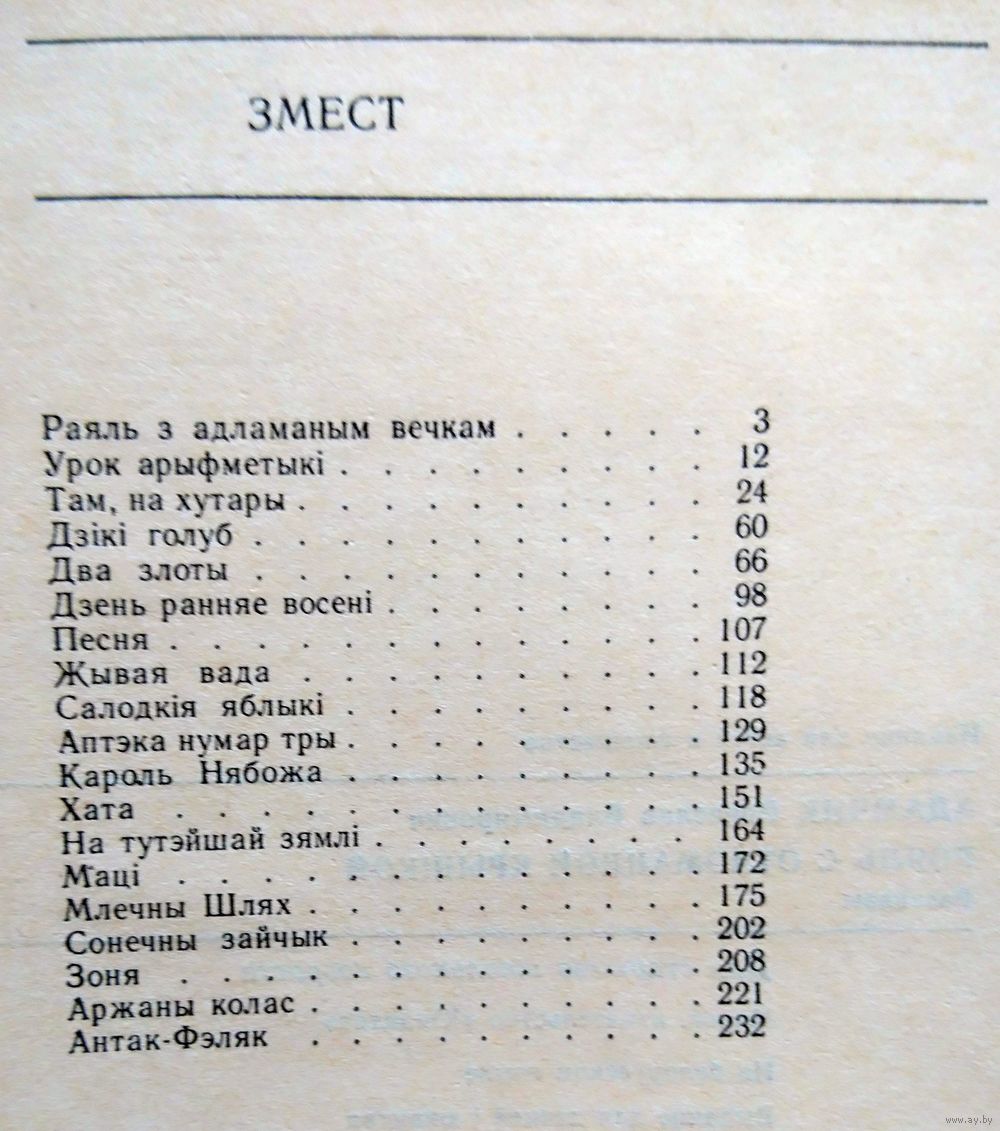 ЗМЕСТ
Раяль з адламаным вечкам . . . . . 3
Урок арыфметыкі . . . . . . . . . 12
Там, на хутары . . . . . . . . . . 24
Дзікі голуб . . . . . . . . . . . 60
Два злоты . . . . . . . . . . . 66
Дзень ранняе восені . . . . . . . . 98
Песня . . . . . . . . . . . . . 107
Жывая вада . . . . . . . . . . 112
Салодкія яблыкі . . . . . . . . . 118
Аптэка нумар тры . . . . . . . . . 129
Кароль Нябожа . . . . . . . . . 135
Хата . . . . . . . . . . . . . 151
На тутэйшай зямлі . . . . . . . . 164
Маці . . . . . . . . . . . . . 172
Млечны Шлях . . . . . . . . . . 175
Сонечны зайчык . . . . . . . . . 202
Зоня . . . . . . . . . . . . . 208
Аржаны колас . . . . . . . . . . 221
Антак-Фэляк . . . . . . . . . . 232
www.ay.by